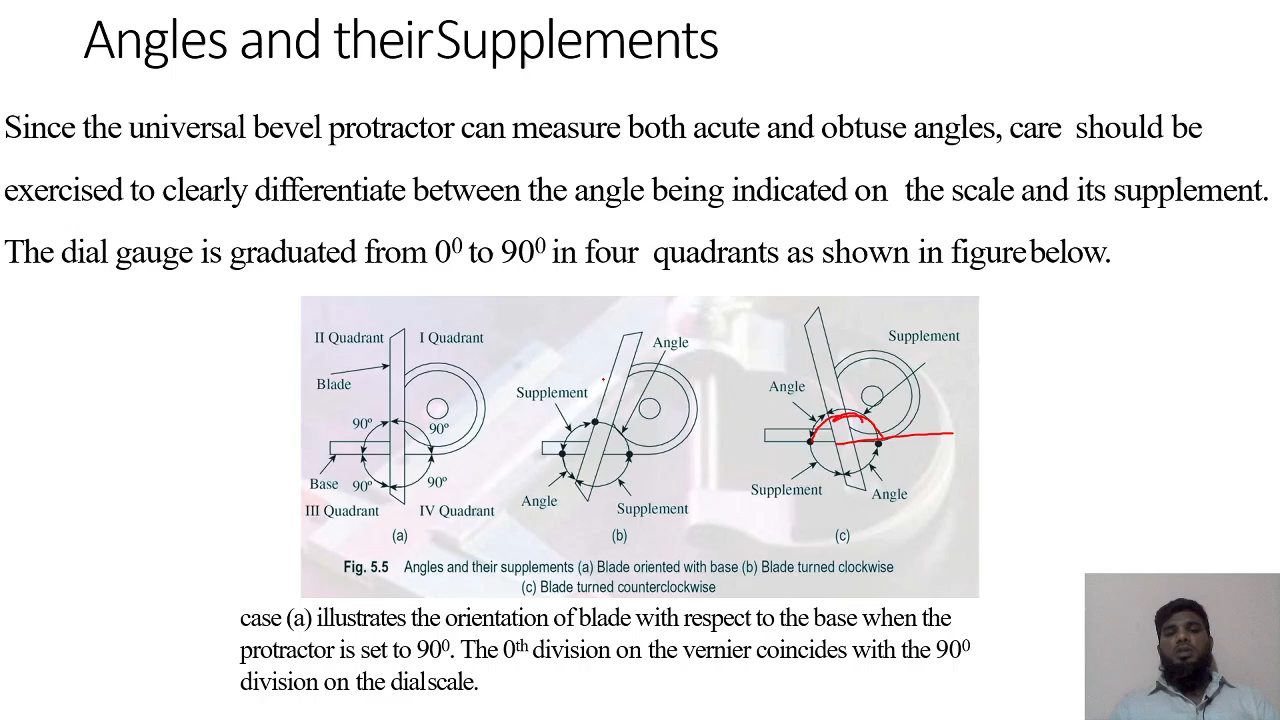 Angles and their Supplements
Since the universal bevel protractor can measure both acute and obtuse angles, care should be
exercised to clearly differentiate between the angle being indicated on the scale and its supplement.
The dial gauge is graduated from 0⁰ to 90⁰ in four quadrants as shown in figure below.
II Quadrant
I Quadrant
Blade
90º
90º
Base
90º
90º
III Quadrant
IV Quadrant
(a)
Angle
Supplement
Angle
Supplement
(b)
Supplement
Angle
Supplement
Angle
(c)
Fig. 5.5 Angles and their supplements (a) Blade oriented with base (b) Blade turned clockwise
(c) Blade turned counterclockwise
case (a) illustrates the orientation of blade with respect to the base when the
protractor is set to 90⁰. The 0ᵗʰ division on the vernier coincides with the 90⁰
division on the dial scale.